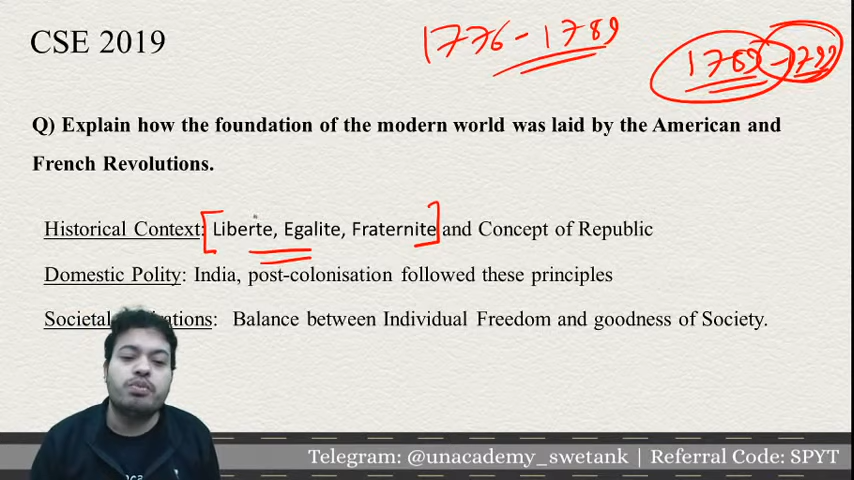 CSE 2019
1776 - 1789
1789 - 1799
Q) Explain how the foundation of the modern world was laid by the American and
French Revolutions.
Historical Context: [Liberte, Egalite, Fraternite] and Concept of Republic
Domestic Polity: India, post-colonisation followed these principles
Societal : Balance between Individual Freedom and goodness of Society.
Telegram: @unacademy_swetank | Referral Code: SPYT